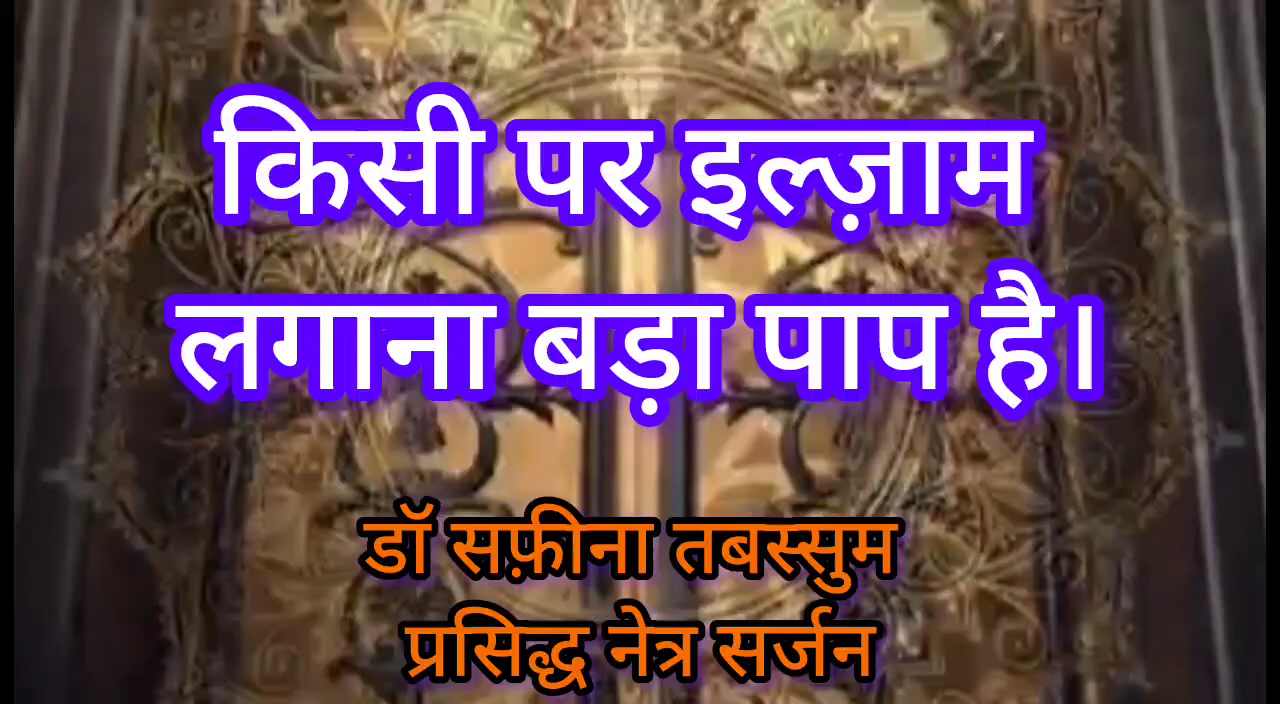 किसी पर इल्ज़ाम
लगाना बड़ा पाप है।
डॉ सफ़ीना तबस्सुम
प्रसिद्ध नेत्र सर्जन